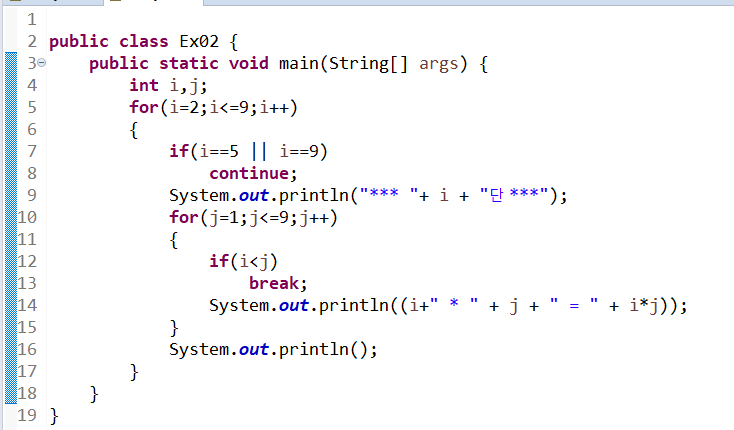 1
2 public class Ex02 {
3     public static void main(String[] args) {
4         int i,j;
5         for(i=2;i<=9;i++)
6         {
7             if(i==5 || i==9)
8                 continue;
9             System.out.println("*** "+ i + "단 ***");
10             for(j=1;j<=9;j++)
11             {
12                 if(i<j)
13                     break;
14                 System.out.println((i+" * " + j + " = " + i*j));
15             }
16             System.out.println();
17         }
18     }
19 }